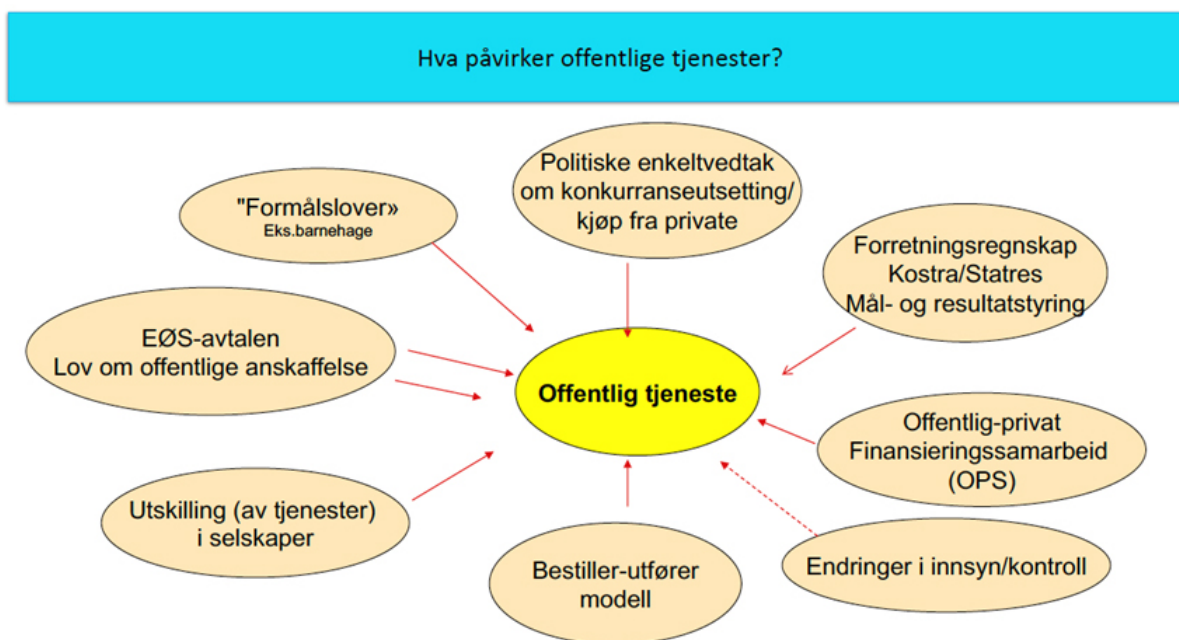 Hva påvirker offentlige tjenester?
Politiske enkeltvedtak
om konkurranseutsetting/
kjøp fra private
"Formålslover»
Eks.barnehage
Forretningsregnskap
Kostra/Statres
Mål- og resultatstyring
EØS-avtalen
Lov om offentlige anskaffelse
Offentlig tjeneste
Offentlig-privat
Finansieringssamarbeid
(OPS)
Utskilling (av tjenester)
i selskaper
Bestiller-utfører
modell
Endringer i innsyn/kontroll